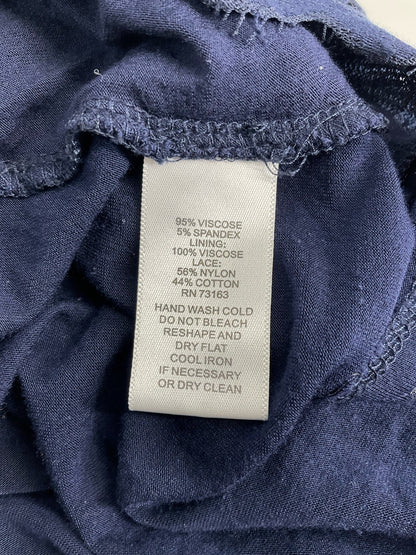 95% VISCOSE
5% SPANDEX
LINING:
100% VISCOSE
LACE:
56% NYLON
44% COTTON
RN 73163
HAND WASH COLD
DO NOT BLEACH
RESHAPE AND
DRY FLAT
COOL IRON
IF NECESSARY
OR DRY CLEAN